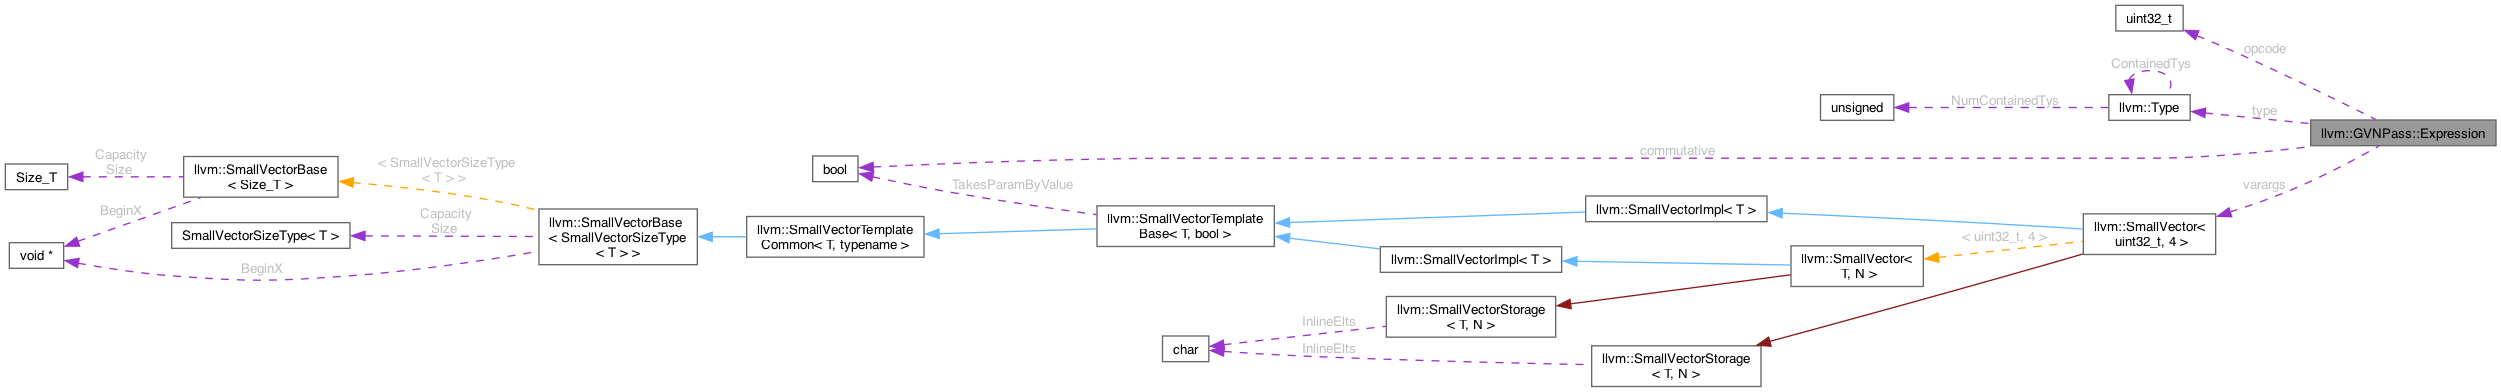 uint32_t
opcode
ContainedTys
unsigned
NumContainedTys
llvm::Type
type
llvm::GVNPass::Expression
Capacity
Size
Size_T
llvm::SmallVectorBase
< Size_T >
< SmallVectorSizeType
< T > >
bool
commutative
TakesParamByValue
varargs
BeginX
SmallVectorSizeType< T >
Capacity
Size
llvm::SmallVectorBase
< SmallVectorSizeType
< T > >
llvm::SmallVectorTemplate
Common< T, typename >
llvm::SmallVectorTemplate
Base< T, bool >
llvm::SmallVectorImpl< T >
llvm::SmallVector<
uint32_t, 4 >
< uint32_t, 4 >
void *
BeginX
llvm::SmallVectorImpl< T >
llvm::SmallVector<
T, N >
llvm::SmallVectorStorage
< T, N >
InlineElts
char
InlineElts
llvm::SmallVectorStorage
< T, N >